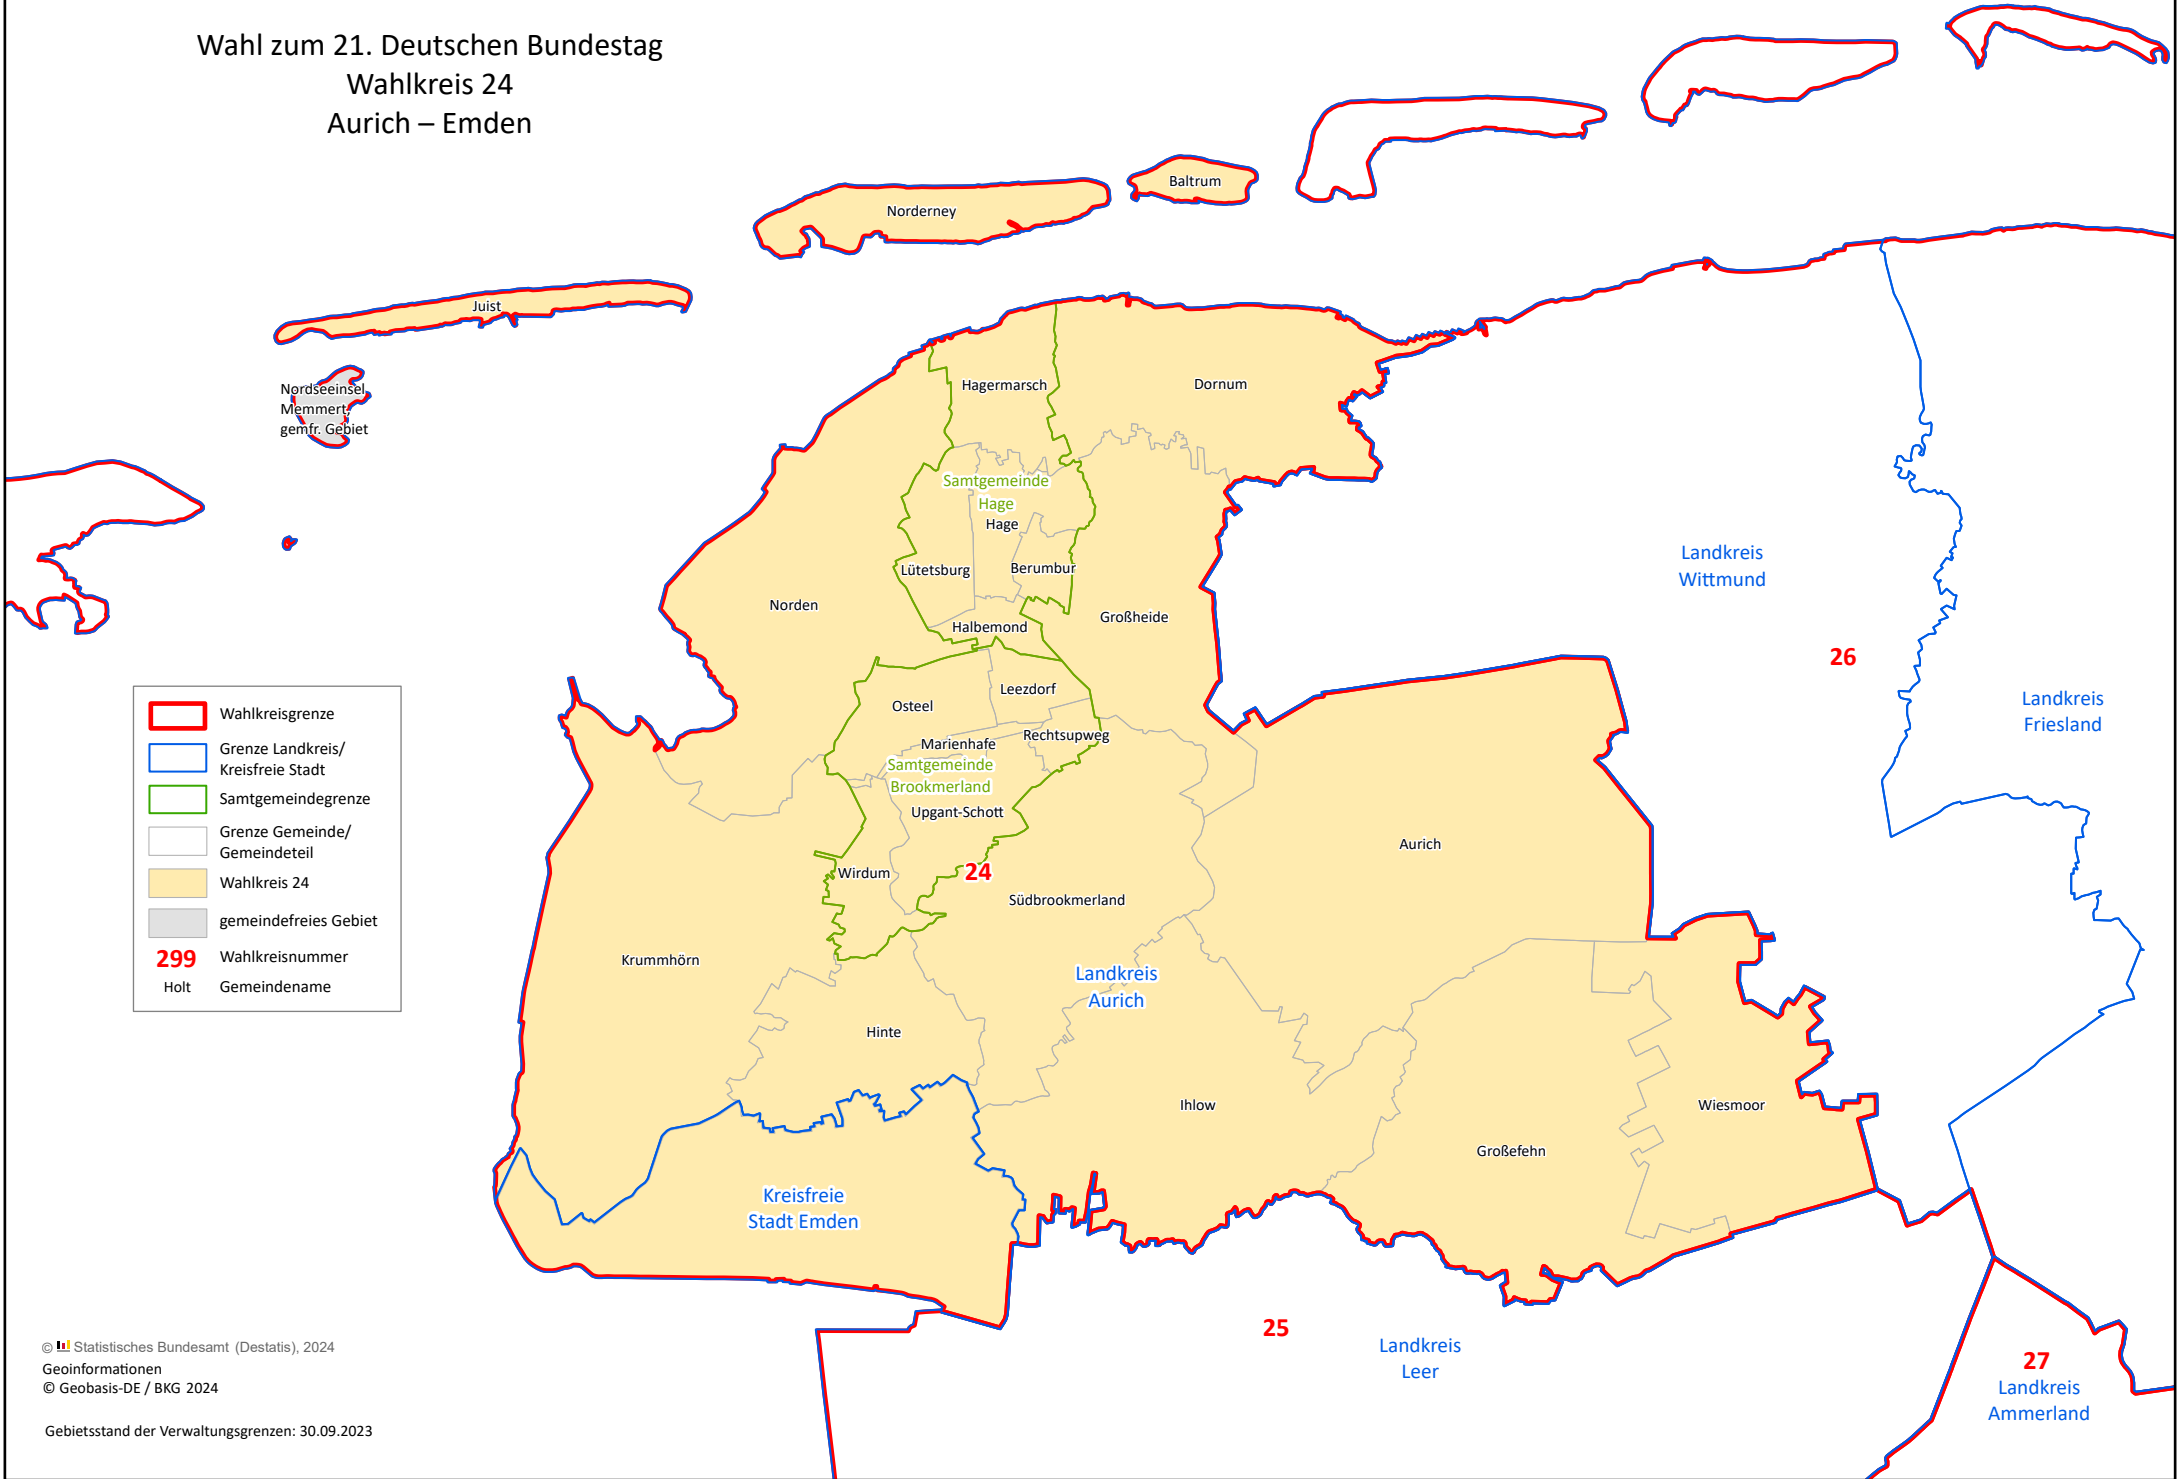 Wahl zum 21. Deutschen Bundestag
Wahlkreis 24
Aurich – Emden
Baltrum
Norderney
Juist
Nordseeinsel
Memmert,
gemfr. Gebiet
Hagermarsch
Dornum
Samtgemeinde
Hage
Hage
Lütetsburg
Berumbur
Norden
Großheide
Halbemond
Landkreis
Wittmund
26
Landkreis
Friesland
Leezdorf
Osteel
Rechtsupweg
Marienhafe
Samtgemeinde
Brookmerland
Upgant-Schott
Wirdum
24
Aurich
Südbrookmerland
Krummhörn
Landkreis
Aurich
Hinte
Ihlow
Wiesmoor
Großefehn
Kreisfreie
Stadt Emden
25
Landkreis
Leer
27
Landkreis
Ammerland
Wahlkreisgrenze
Grenze Landkreis/
Kreisfreie Stadt
Samtgemeindegrenze
Grenze Gemeinde/
Gemeindeteil
Wahlkreis 24
gemeindefreies Gebiet
299 Wahlkreisnummer
Holt Gemeindename
© Statistisches Bundesamt (Destatis), 2024
Geoinformationen
© Geobasis-DE / BKG 2024
Gebietsstand der Verwaltungsgrenzen: 30.09.2023